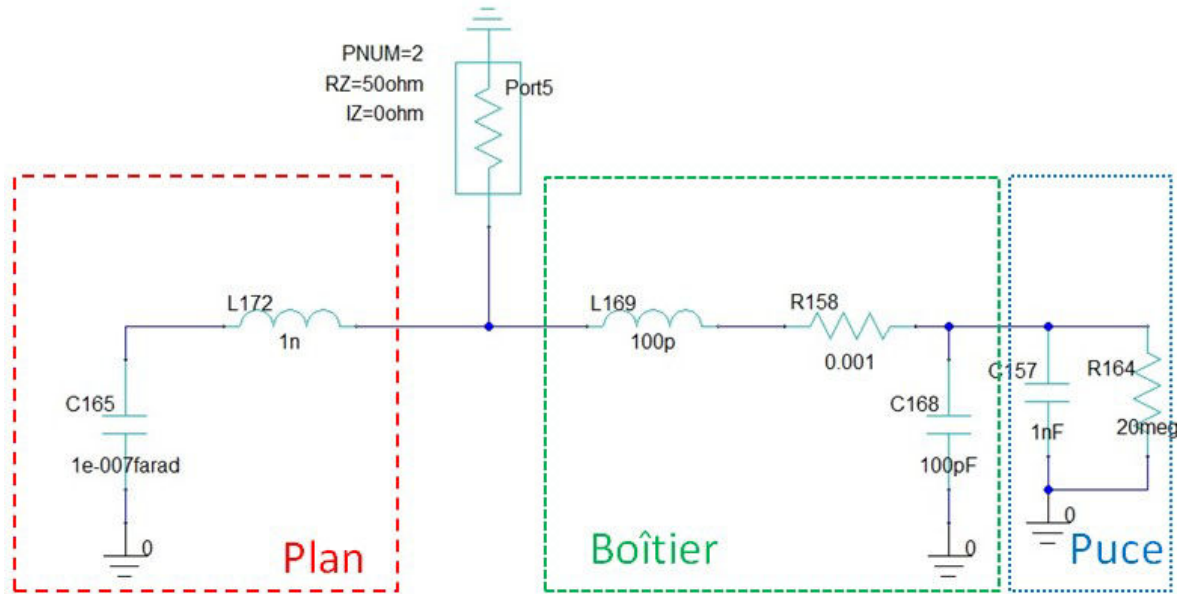 PNUM=2
RZ=50ohm
IZ=0ohm
Port5
L172
1n
C165
1e-007farad
0
Plan
L169
100p
R158
0.001
C168
100pF
0
Boîtier
C157
1nF
R164
20meg
0
Puce